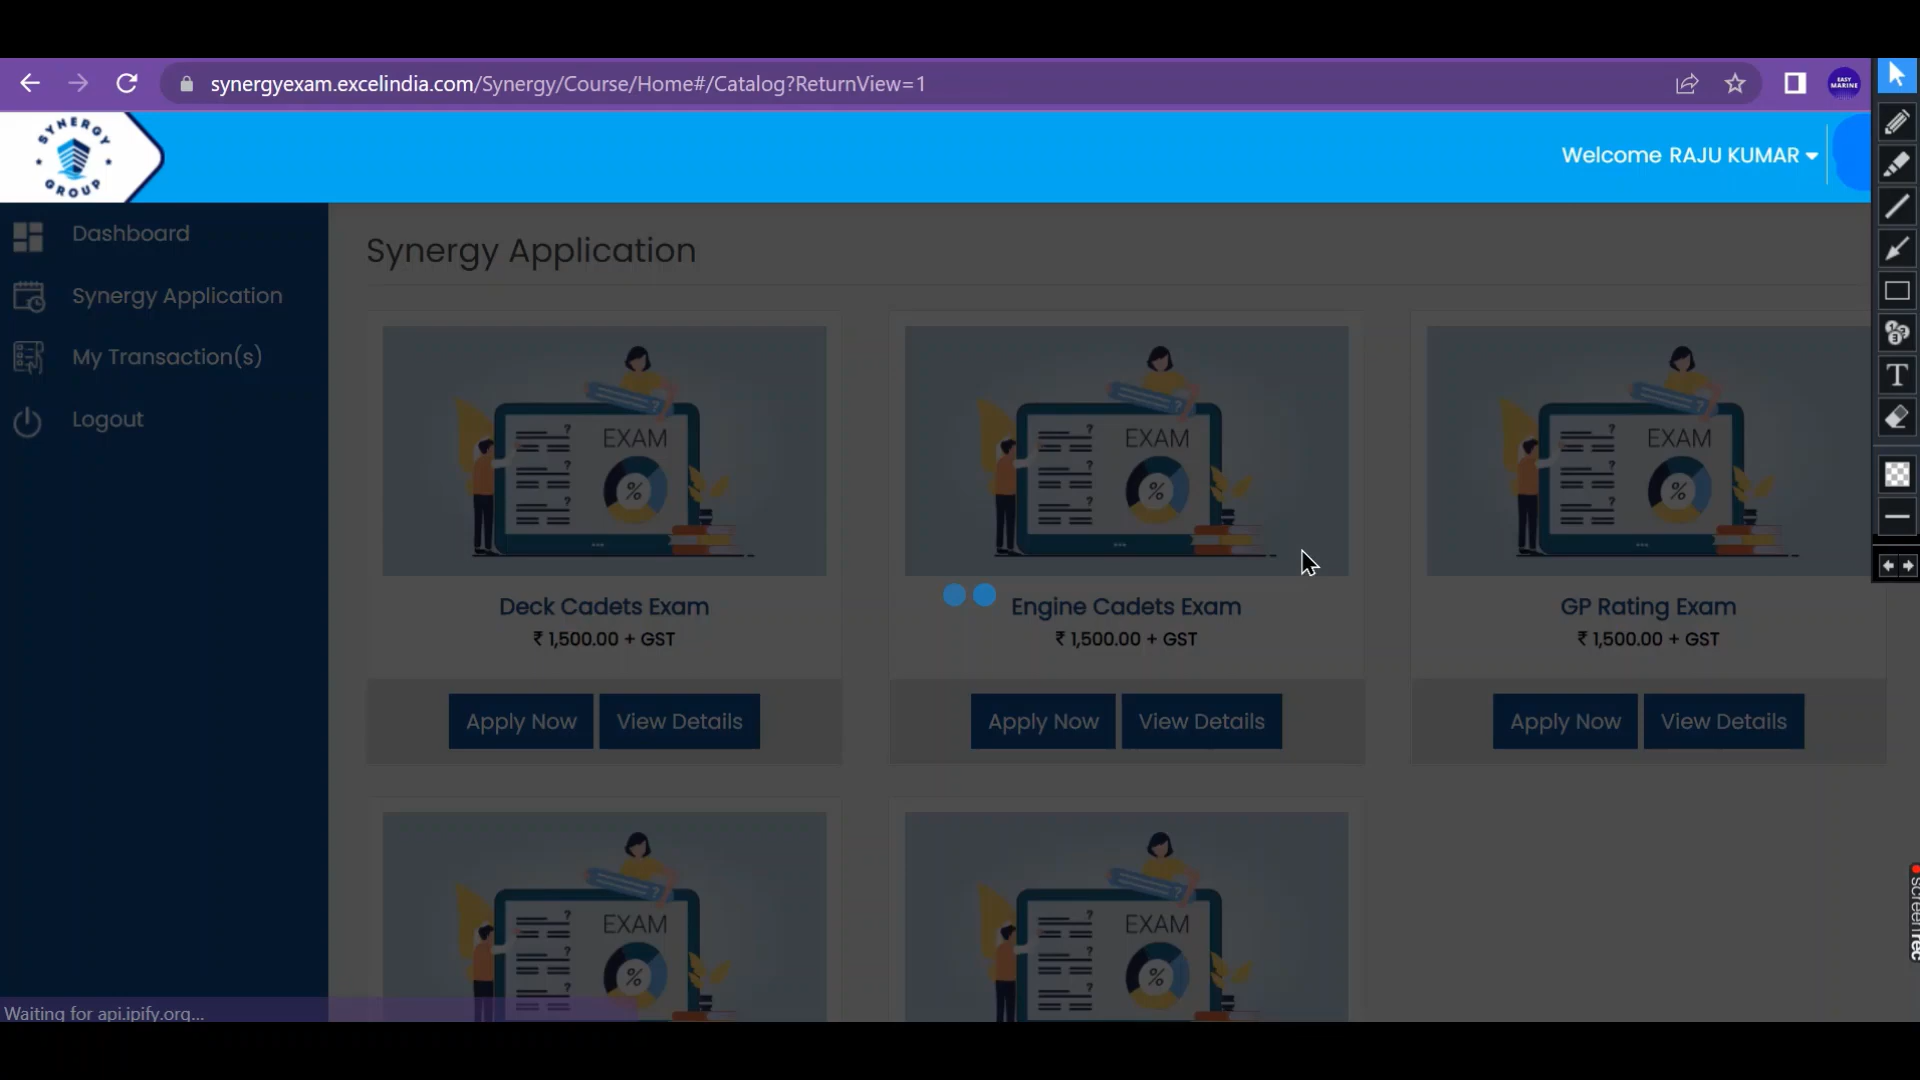 synergyexam.excelindia.com/Synergy/Course/Home#/Catalog?ReturnView=1
EASY
MARINE
SYNERGY
GROUP
Welcome RAJU KUMAR
Dashboard
Synergy Application
My Transaction(s)
Logout
Synergy Application
EXAM
%
EXAM
%
EXAM
%
Deck Cadets Exam
₹ 1,500.00 + GST
Engine Cadets Exam
₹ 1,500.00 + GST
GP Rating Exam
₹ 1,500.00 + GST
Apply Now
View Details
Apply Now
View Details
Apply Now
View Details
EXAM
%
EXAM
%
T
screenrec
Waiting for api.ipify.org...